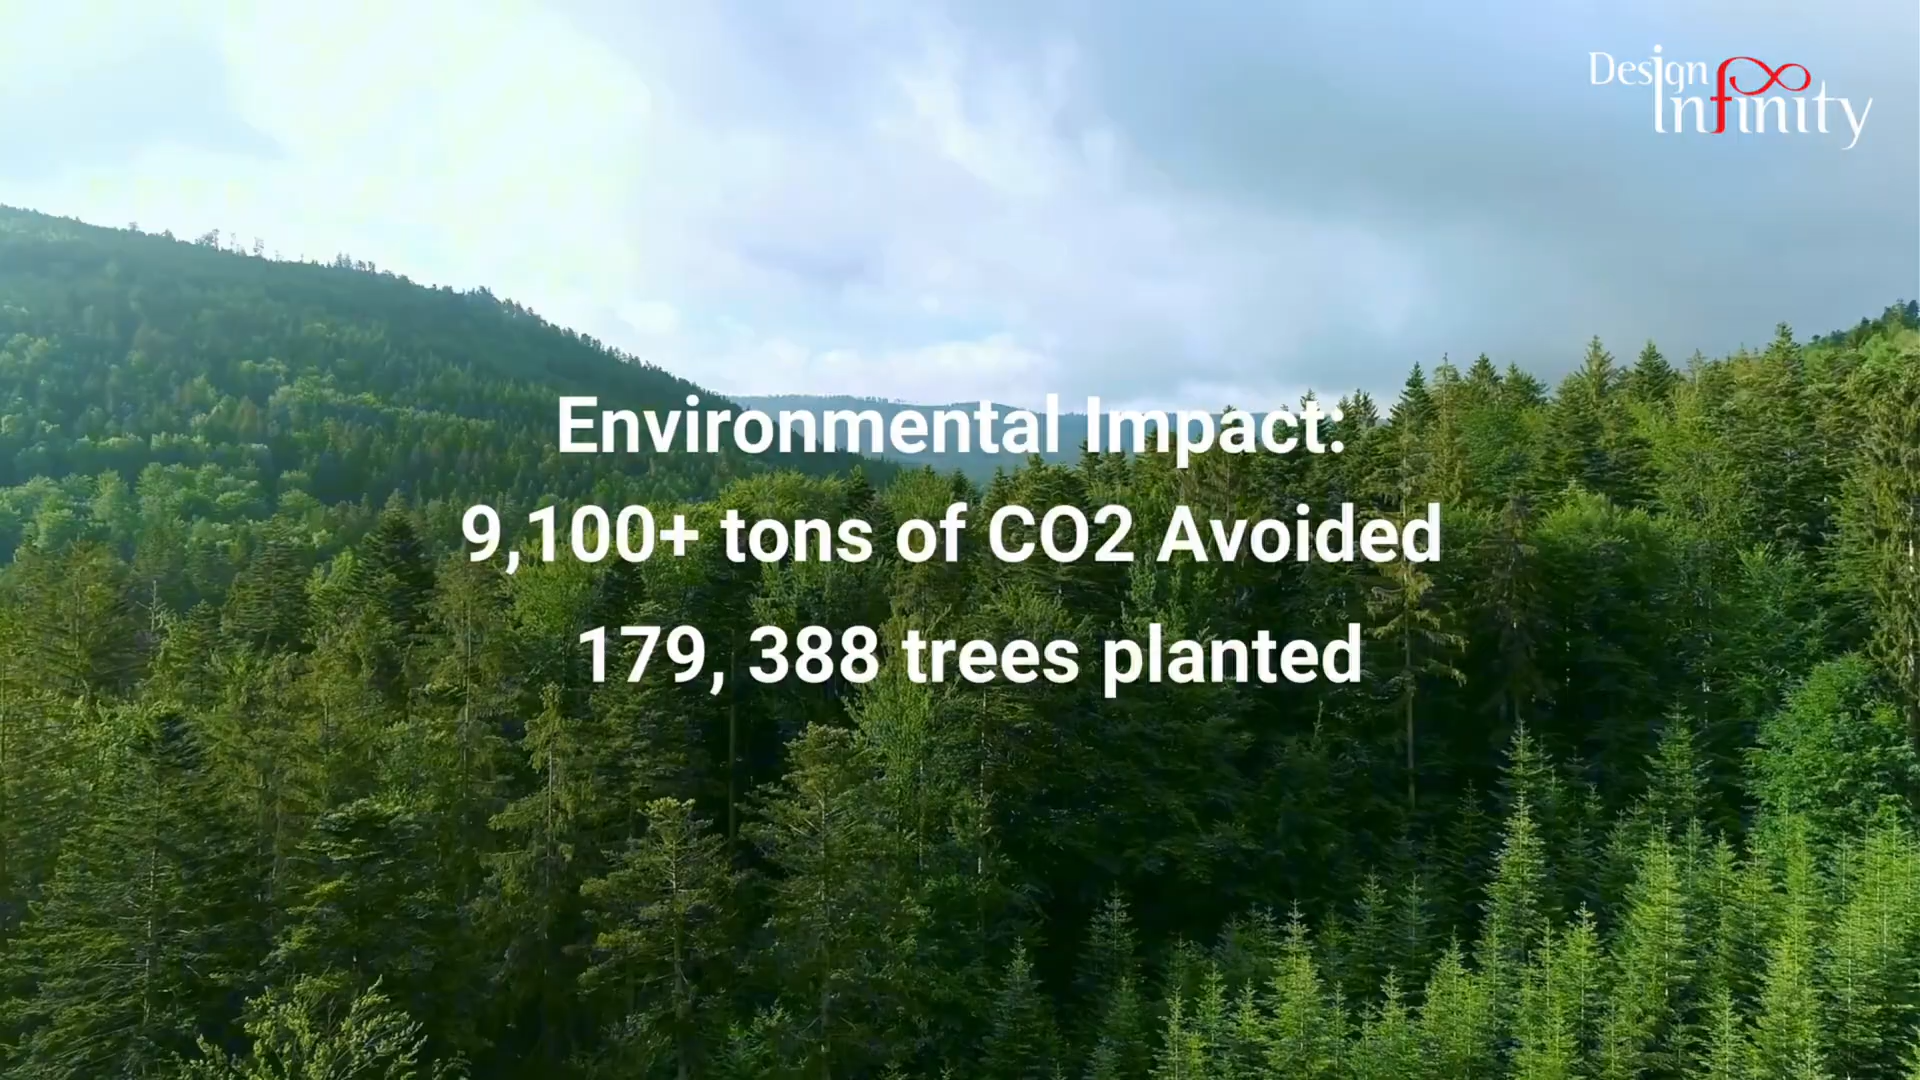 Design
Infinity
Environmental Impact:
9,100+ tons of CO2 Avoided
179, 388 trees planted